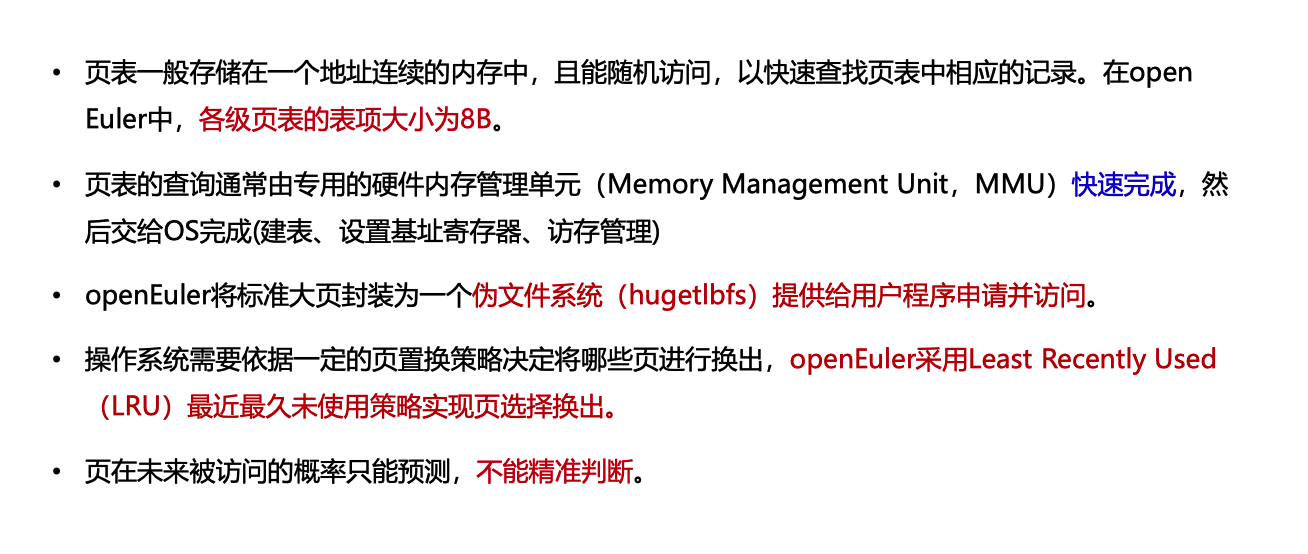 • 页表一般存储在一个地址连续的内存中，且能随机访问，以快速查找页表中相应的记录。在open
Euler中，各级页表的表项大小为8B。
• 页表的查询通常由专用的硬件内存管理单元（Memory Management Unit，MMU）快速完成，然
后交给OS完成(建表、设置基址寄存器、访存管理)
• openEuler将标准大页封装为一个伪文件系统（hugetlbfs）提供给用户程序申请并访问。
• 操作系统需要依据一定的页置换策略决定将哪些页进行换出，openEuler采用Least Recently Used
（LRU）最近最久未使用策略实现页选择换出。
• 页在未来被访问的概率只能预测，不能精准判断。